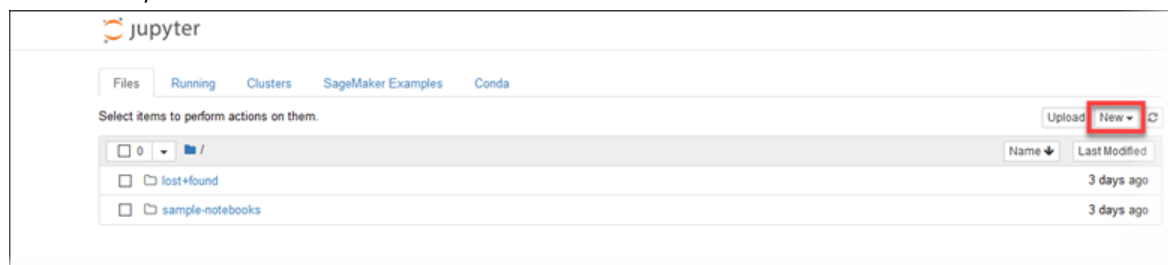 jupyter
Files Running Clusters SageMaker Examples Conda
Select items to perform actions on them.
Upload New
0 / Name Last Modified
lost+found 3 days ago
sample-notebooks 3 days ago